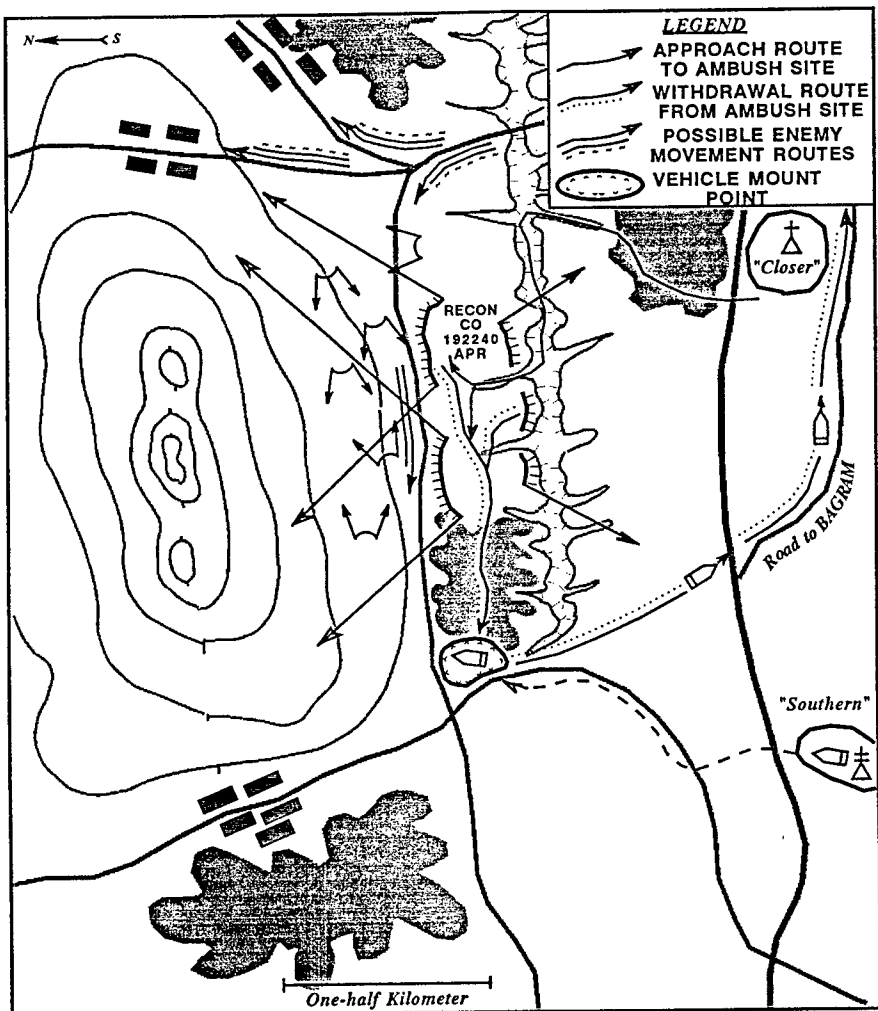 N S
LEGEND
APPROACH ROUTE
TO AMBUSH SITE
WITHDRAWAL ROUTE
FROM AMBUSH SITE
POSSIBLE ENEMY
MOVEMENT ROUTES
VEHICLE MOUNT
POINT
"Closer"
RECON
CO
192240
APR
Road to BAGRAM
"Southern"
One-half Kilometer